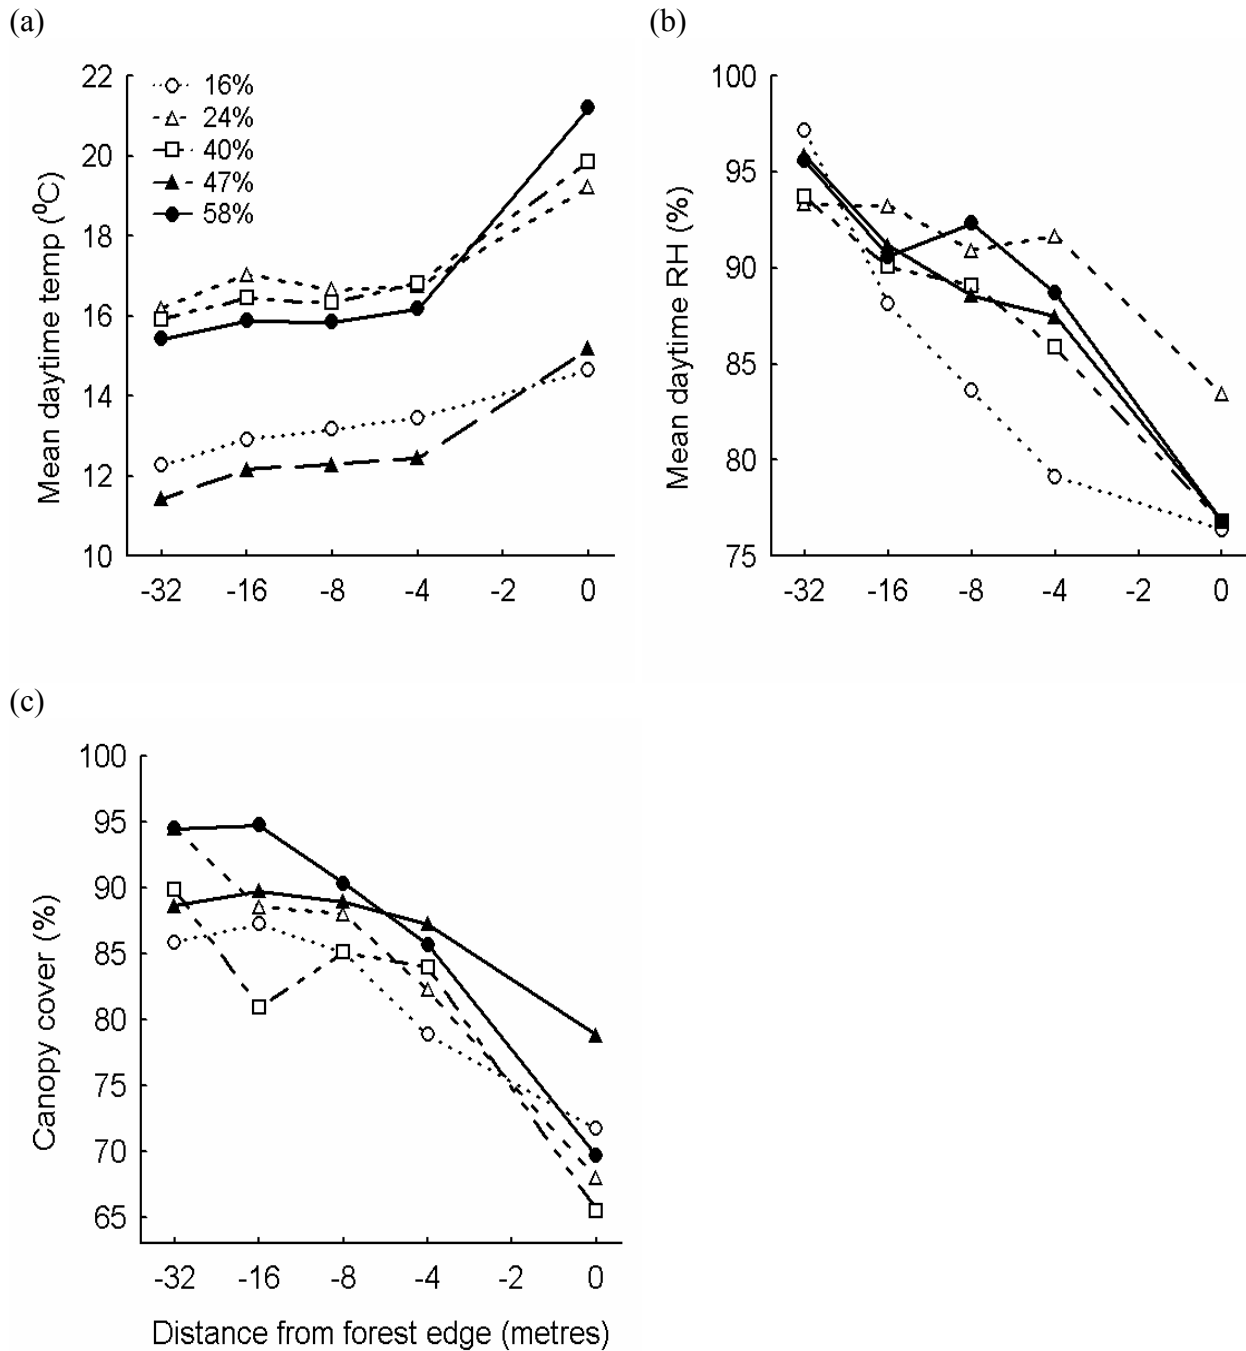 (a)
Mean daytime temp (⁰C)
22
20
18
16
14
12
10
16%
24%
40%
47%
58%
-32 -16 -8 -4 -2 0
(b)
Mean daytime RH (%)
100
95
90
85
80
75
-32 -16 -8 -4 -2 0
(c)
Canopy cover (%)
100
95
90
85
80
75
70
65
-32 -16 -8 -4 0
Distance from forest edge (metres)